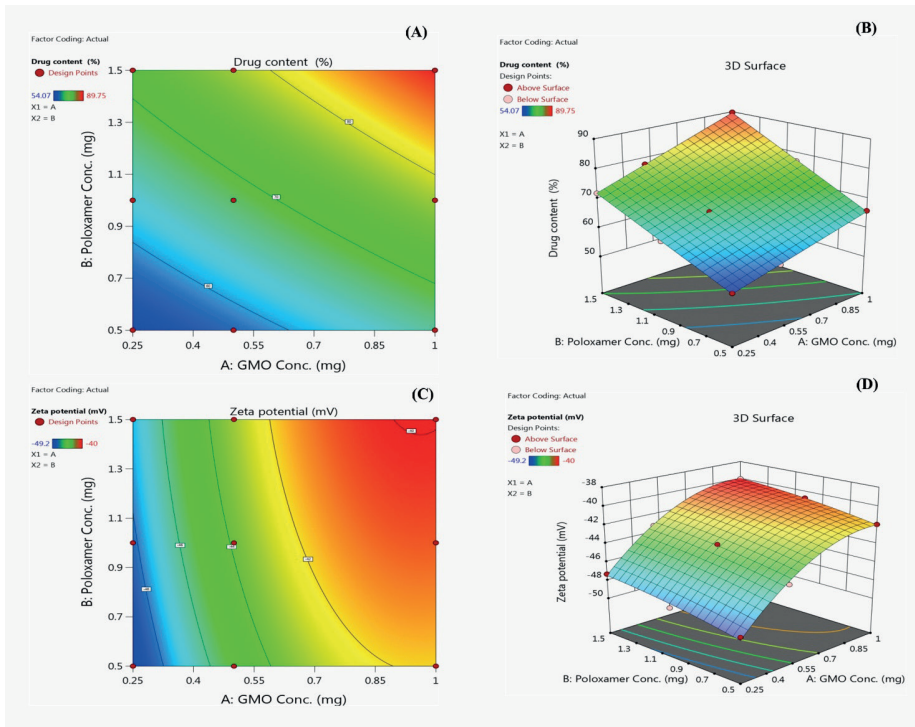 (A)
Factor Coding: Actual
Drug content (%)
Design Points
54.07 89.75
X1 = A
X2 = B
Drug content (%)
B: Poloxamer Conc. (mg)
1.5
1.3
1.1
0.9
0.7
0.5
0.25 0.4 0.55 0.7 0.85 1
A: GMO Conc. (mg)
(B)
Factor Coding: Actual
Drug content (%)
Design Points:
Above Surface
Below Surface
54.07 89.75
X1 = A
X2 = B
3D Surface
Drug content (%)
90
80
70
60
50
1.5
1.3
1.1
0.9
0.7
0.5
B: Poloxamer Conc. (mg)
0.25
0.4
0.55
0.7
0.85
1
A: GMO Conc. (mg)
(C)
Factor Coding: Actual
Zeta potential (mV)
Design Points
-49.2 -40
X1 = A
X2 = B
Zeta potential (mV)
B: Poloxamer Conc. (mg)
1.5
1.3
1.1
0.9
0.7
0.5
0.25 0.4 0.55 0.7 0.85 1
A: GMO Conc. (mg)
(D)
Factor Coding: Actual
Zeta potential (mV)
Design Points:
Above Surface
Below Surface
-49.2 -40
X1 = A
X2 = B
3D Surface
Zeta potential (mV)
-38
-40
-42
-44
-46
-48
-50
1.5
1.3
1.1
0.9
0.7
0.5
B: Poloxamer Conc. (mg)
0.25
0.4
0.55
0.7
0.85
1
A: GMO Conc. (mg)